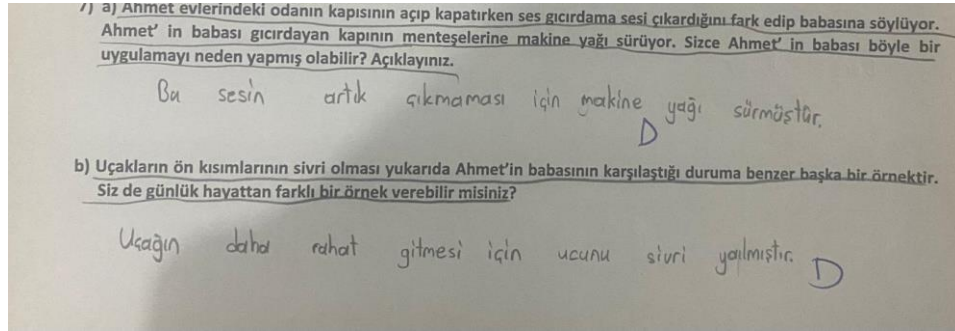 7) a) Ahmet evlerindeki odanın kapısının açıp kapatırken ses gıcırdama sesi çıkardığını fark edip babasına söylüyor.
Ahmet' in babası gıcırdayan kapının menteşelerine makine yağı sürüyor. Sizce Ahmet' in babası böyle bir
uygulamayı neden yapmış olabilir? Açıklayınız.
Bu sesin artık çıkmaması için makine yağı sürmüştür.
D
b) Uçakların ön kısımlarının sivri olması yukarıda Ahmet'in babasının karşılaştığı duruma benzer başka bir örnektir.
Siz de günlük hayattan farklı bir örnek verebilir misiniz?
Uçağın daha rahat gitmesi için ucunu sivri yapılmıştır.
D